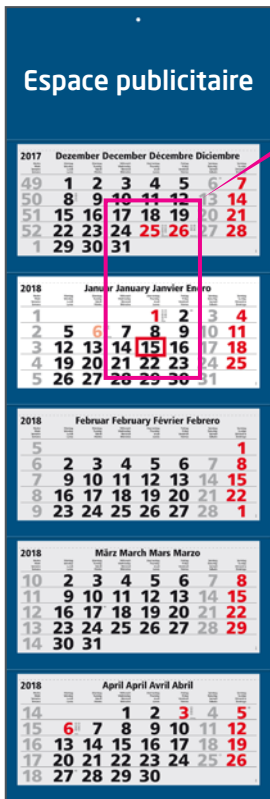 Espace publicitaire
2017 Dezember December Décembre Diciembre
49 1 2 3 4 5 6 7
50 8 9 10 11 12 13 14
51 15 16 17 18 19 20 21
52 22 23 24 25 26 27 28
1 29 30 31
2018 Januar January Janvier Enero
1 1 2 3 4
2 5 6 7 8 9 10 11
3 12 13 14 15 16 17 18
4 19 20 21 22 23 24 25
5 26 27 28 29 30 31
2018 Februar February Février Febrero
5 1
6 2 3 4 5 6 7 8
7 9 10 11 12 13 14 15
8 16 17 18 19 20 21 22
9 23 24 25 26 27 28 1
2018 März March Mars Marzo
10 2 3 4 5 6 7 8
11 9 10 11 12 13 14 15
12 16 17 18 19 20 21 22
13 23 24 25 26 27 28 29
14 30 31
2018 April April Avril Abril
14 1 2 3 4 5
15 6 7 8 9 10 11 12
16 13 14 15 16 17 18 19
17 20 21 22 23 24 25 26
18 27 28 29 30